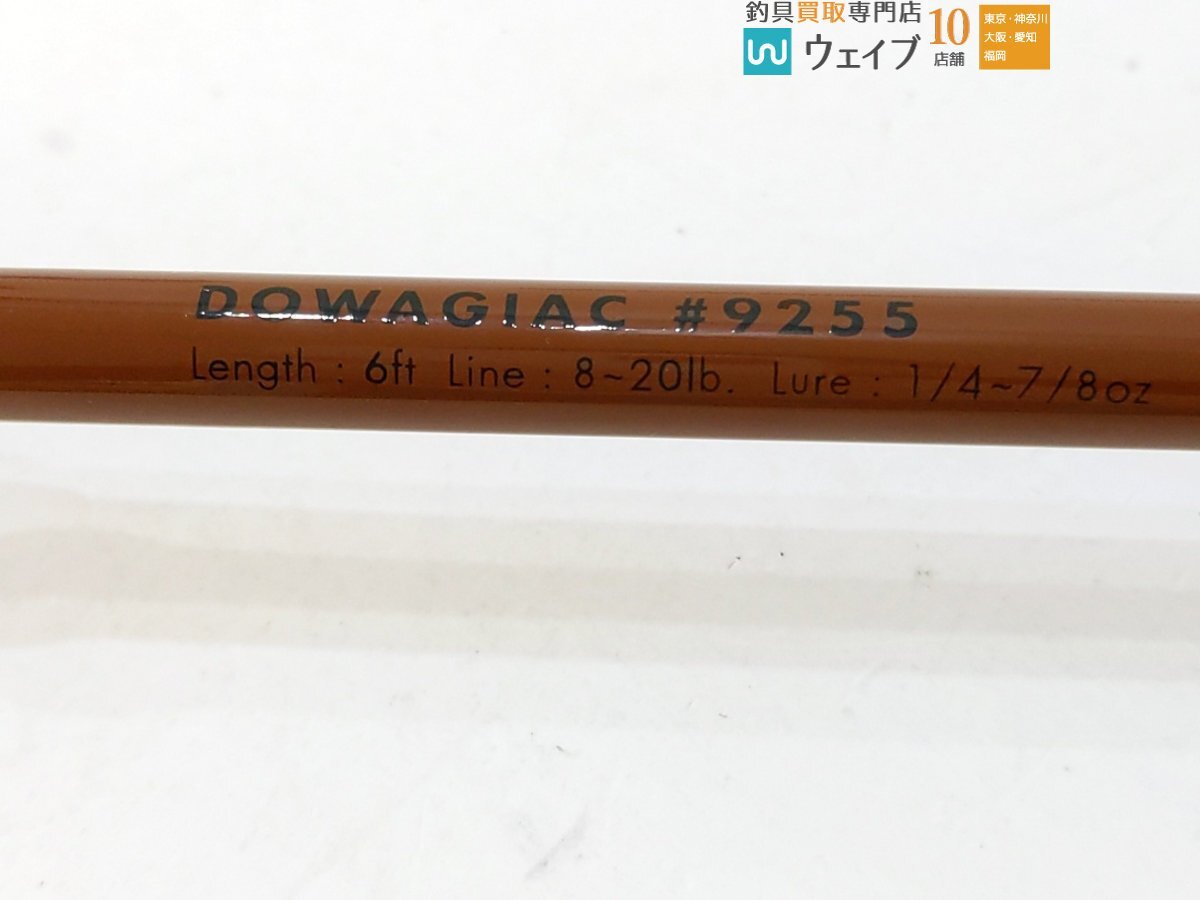 釣具買取専門店
ウェイブ
10
店舗
東京・神奈川
大阪・愛知
福岡
DOWAGIAC #9255
Length : 6ft Line : 8~20lb. Lure : 1/4~7/8oz